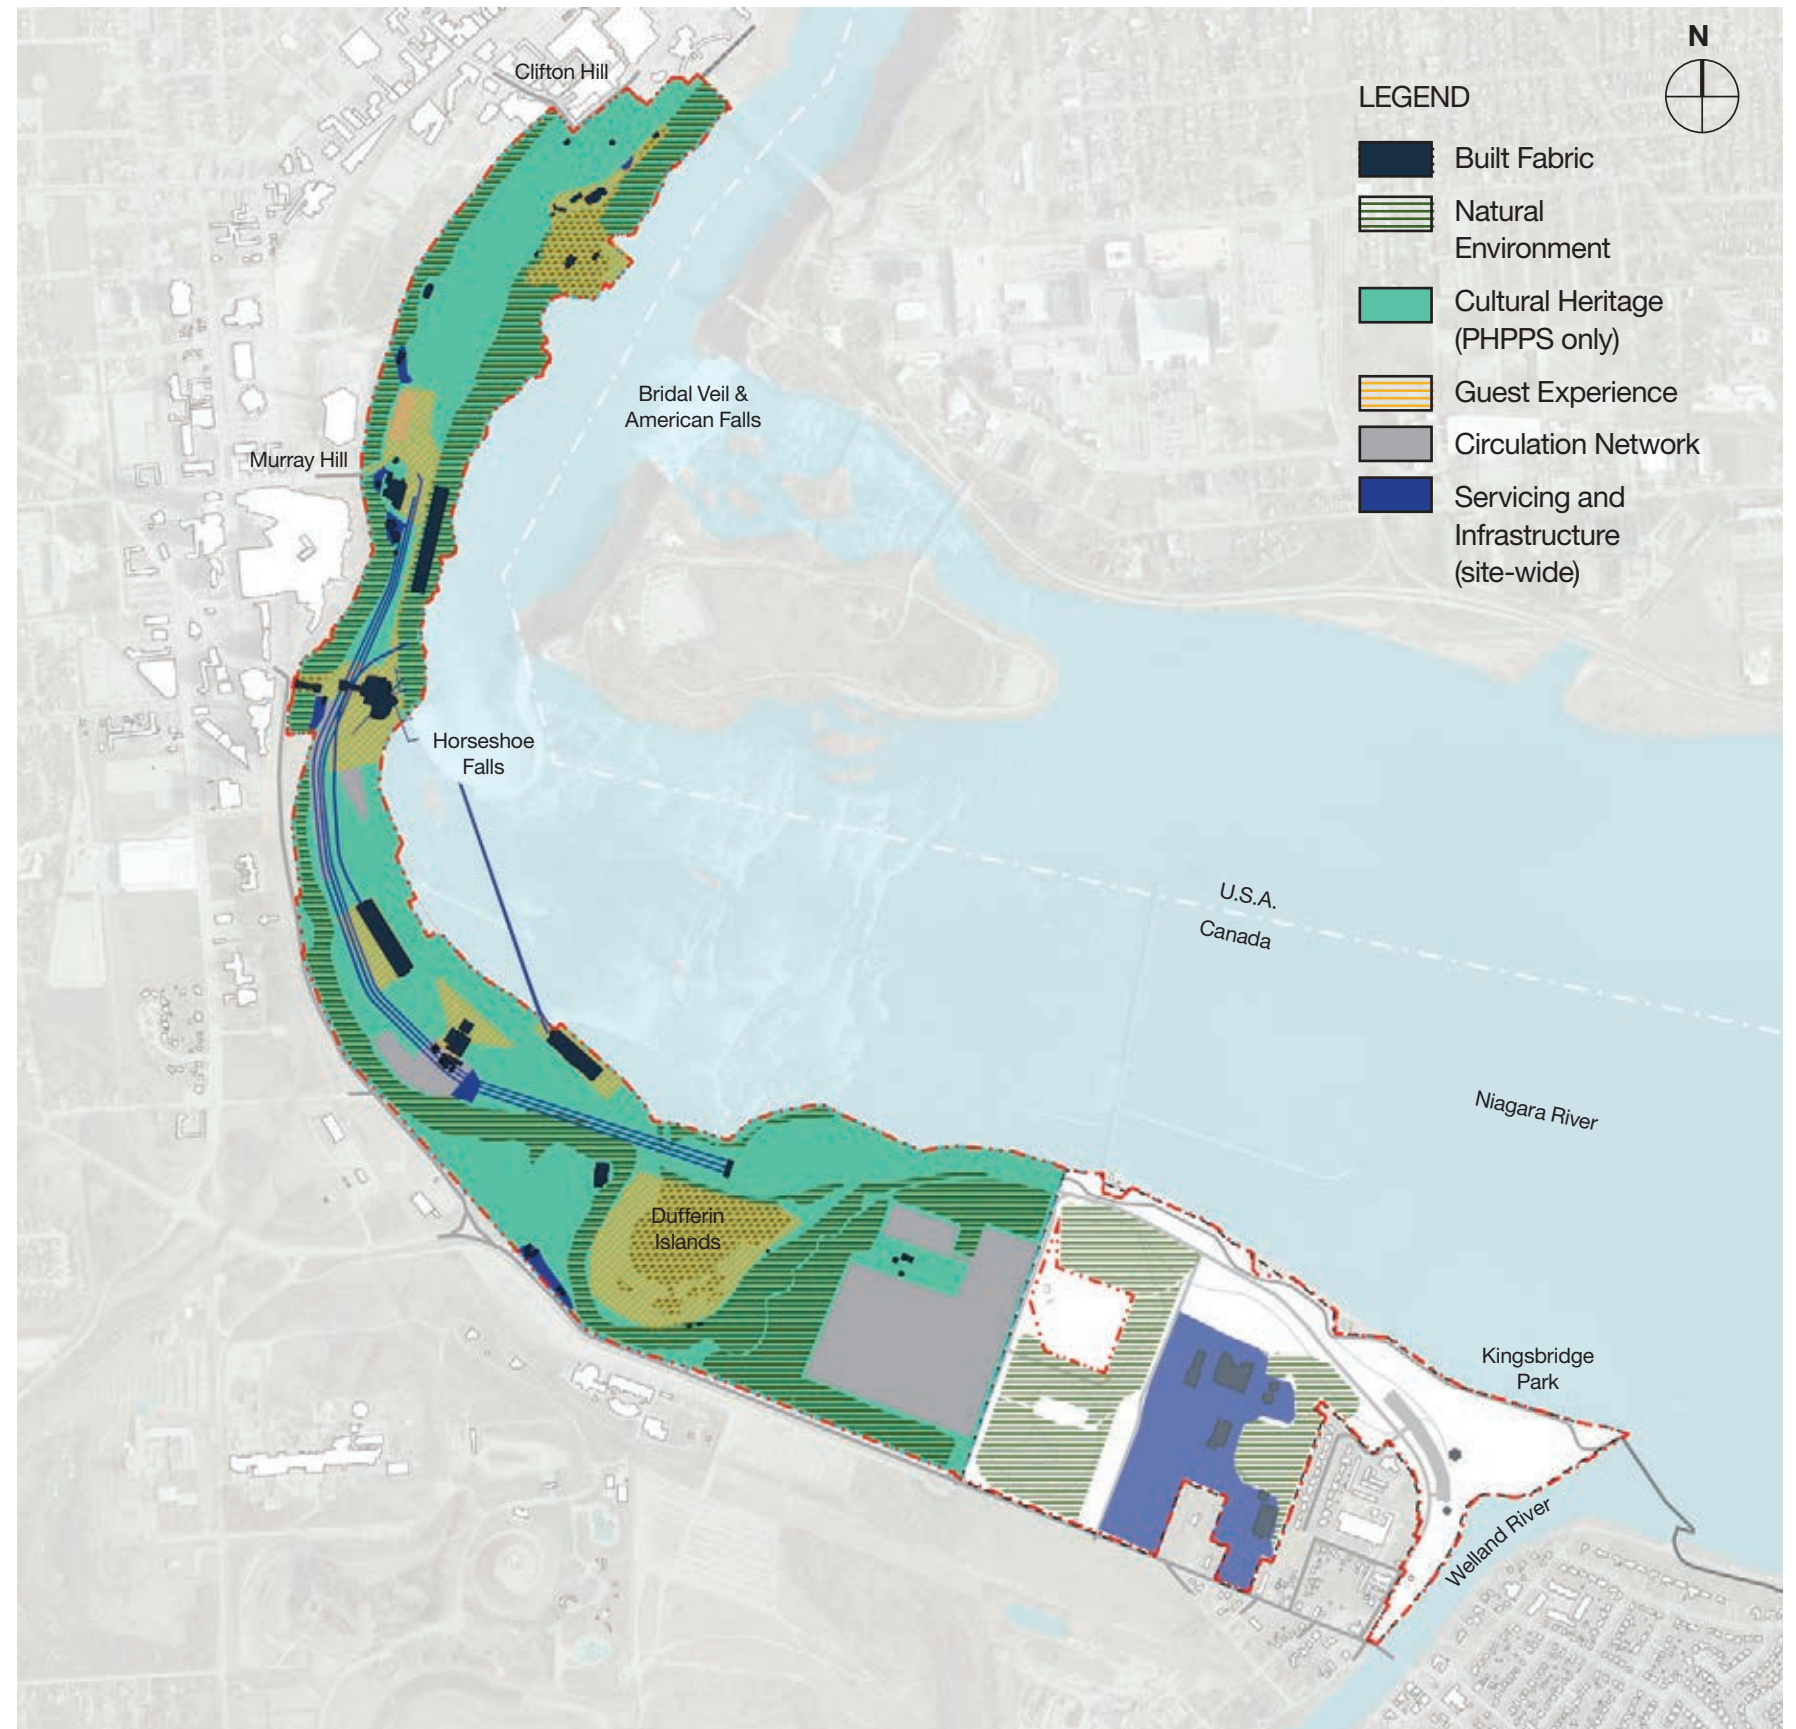 N
LEGEND
Built Fabric
Natural
Environment
Cultural Heritage
(PHPPS only)
Guest Experience
Circulation Network
Servicing and
Infrastructure
(site-wide)
Clifton Hill
Bridal Veil &
American Falls
Murray Hill
Horseshoe
Falls
U.S.A.
Canada
Niagara River
Dufferin
Islands
Kingsbridge
Park
Welland River